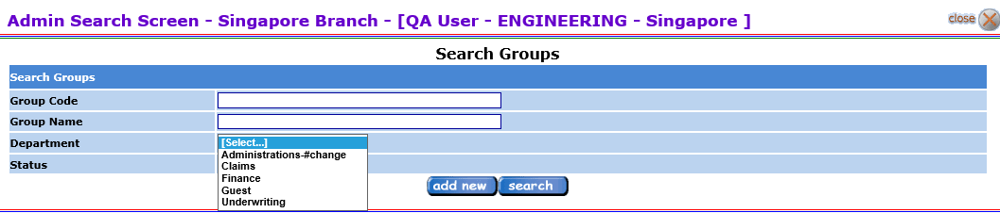 Admin Search Screen - Singapore Branch - [QA User - ENGINEERING - Singapore ]
close
Search Groups
Search Groups
Group Code
Group Name
Department
[Select...]
Administrations-#change
Claims
Finance
Guest
Underwriting
Status
add new
search